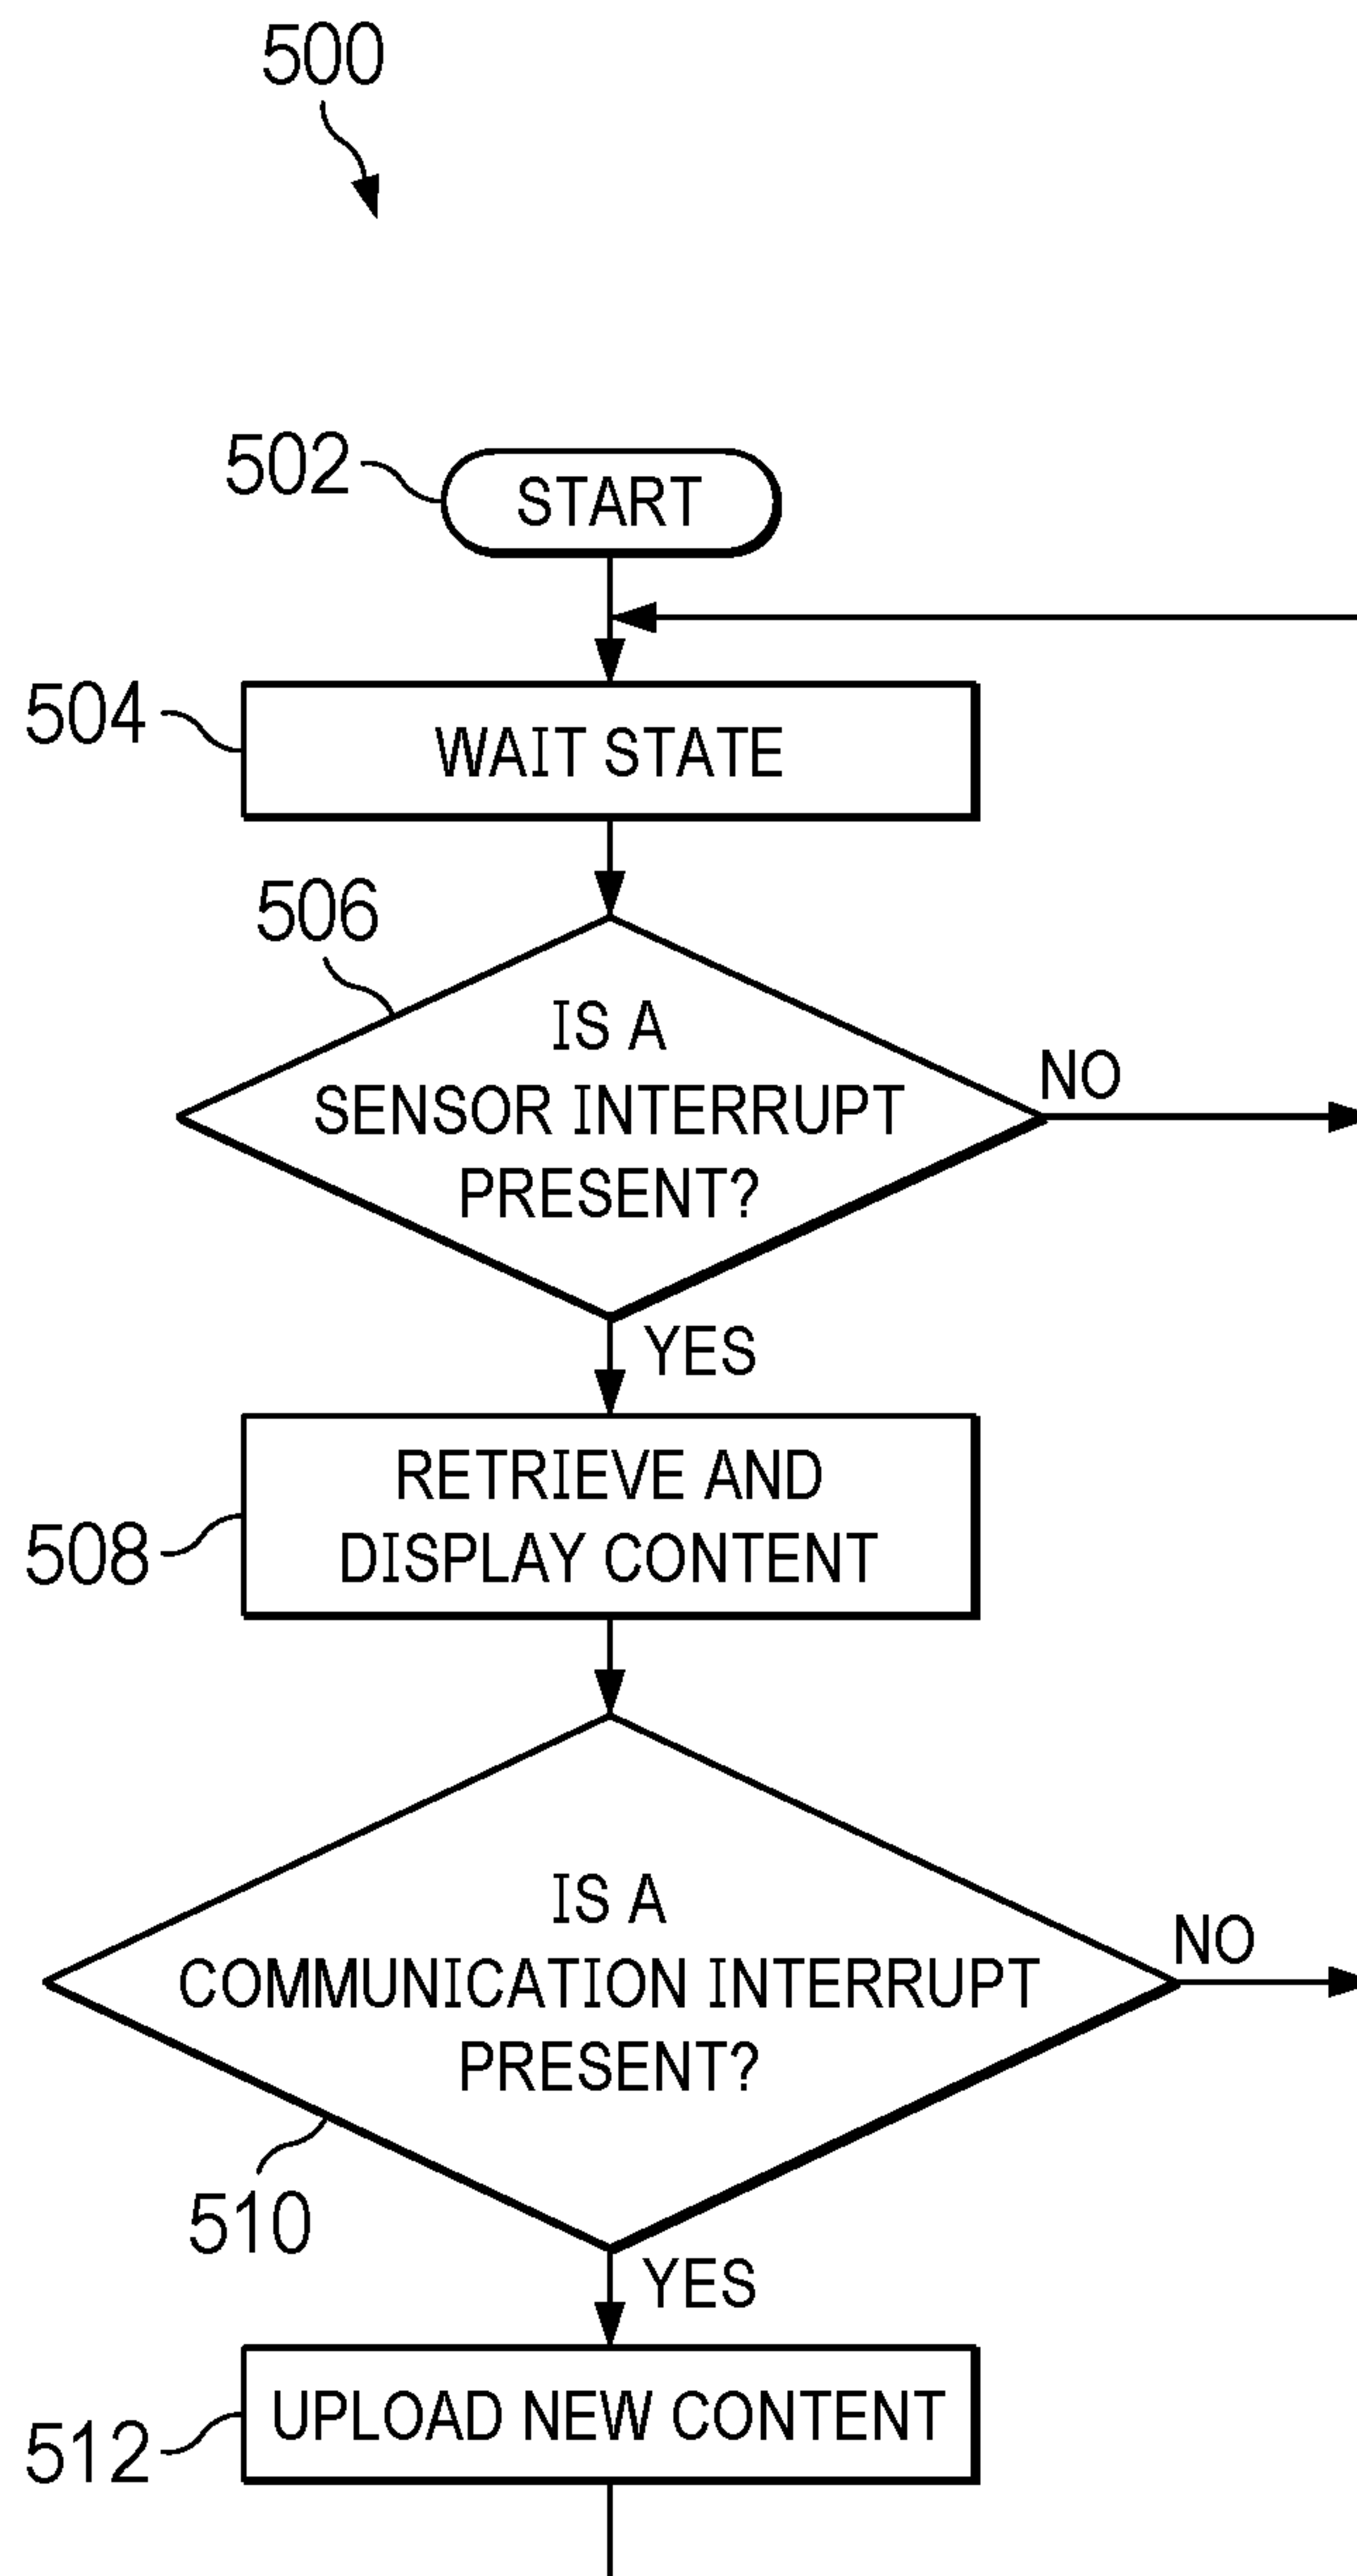 500
502
START
504
WAIT STATE
506
IS A
SENSOR INTERRUPT
PRESENT?
NO
YES
RETRIEVE AND
DISPLAY CONTENT
508
IS A
COMMUNICATION INTERRUPT
PRESENT?
NO
510
YES
UPLOAD NEW CONTENT
512